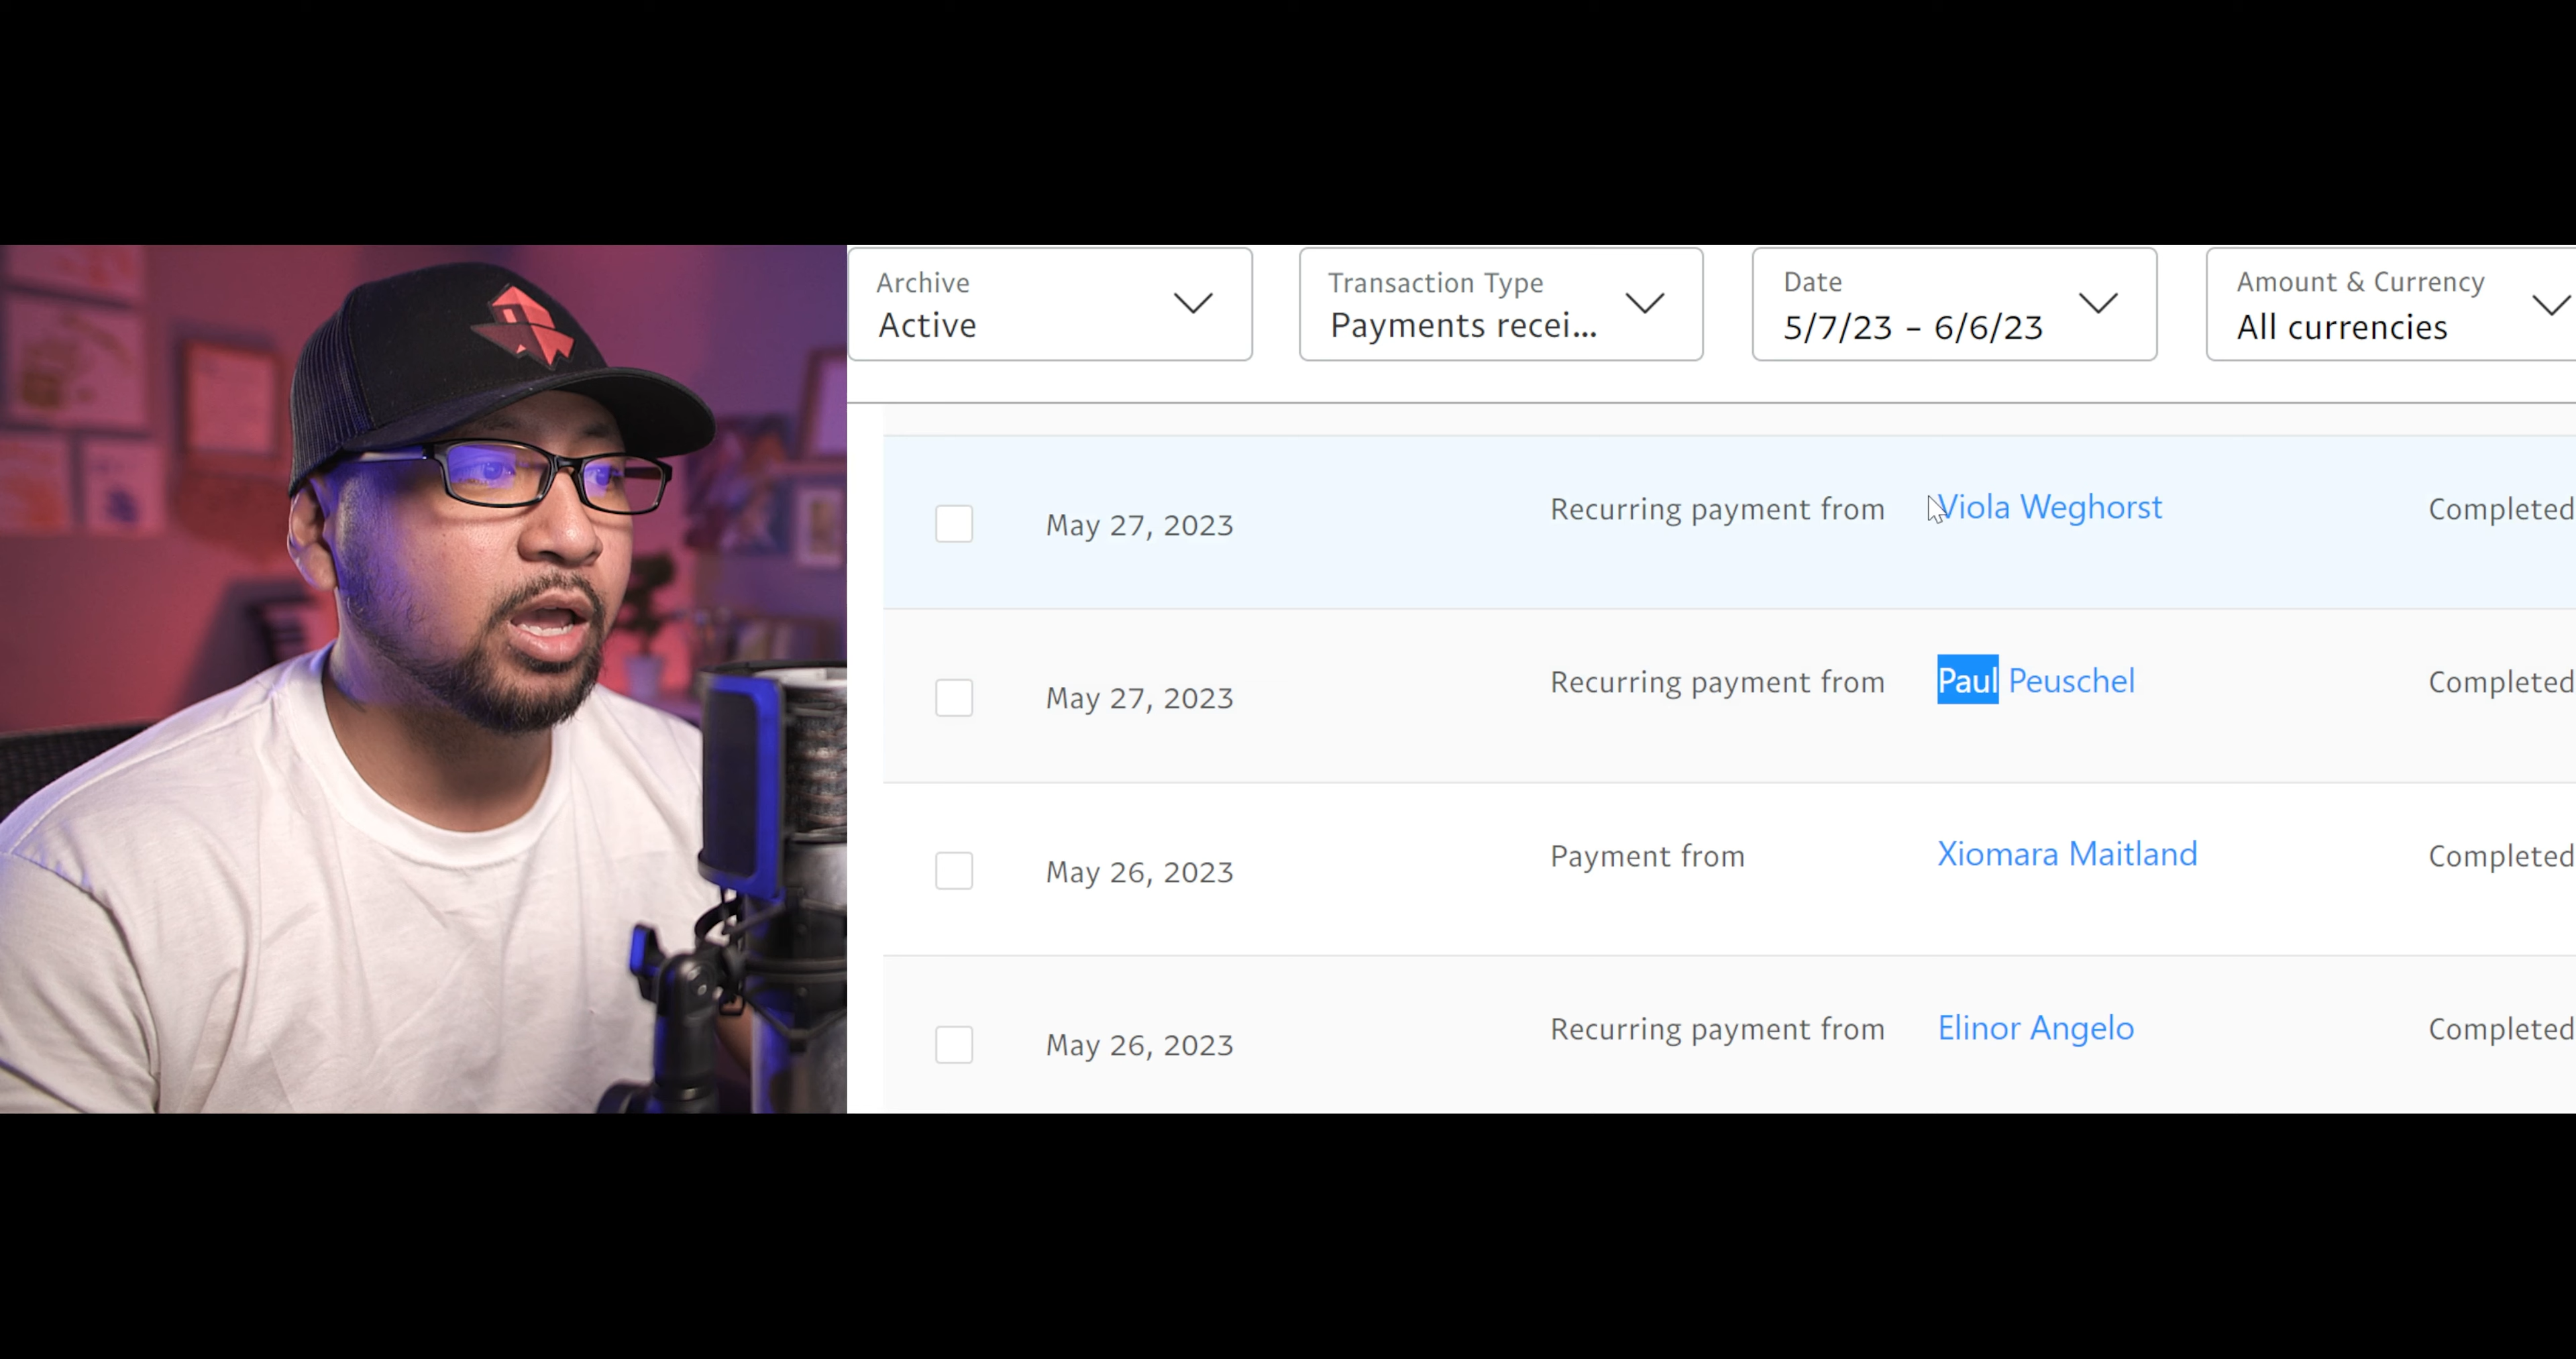 Archive
Active
Transaction Type
Payments recei...
Date
5/7/23 - 6/6/23
Amount & Currency
All currencies
May 27, 2023 Recurring payment from Viola Weghorst Completed
May 27, 2023 Recurring payment from Paul Peuschel Completed
May 26, 2023 Payment from Xiomara Maitland Completed
May 26, 2023 Recurring payment from Elinor Angelo Completed